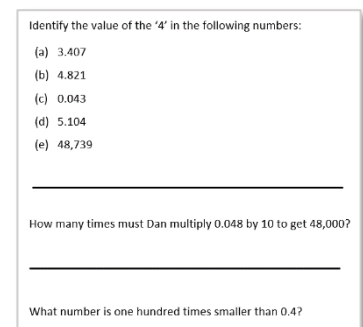 Identify the value of the ‘4’ in the following numbers:
(a) 3.407
(b) 4.821
(c) 0.043
(d) 5.104
(e) 48,739
How many times must Dan multiply 0.048 by 10 to get 48,000?
What number is one hundred times smaller than 0.4?